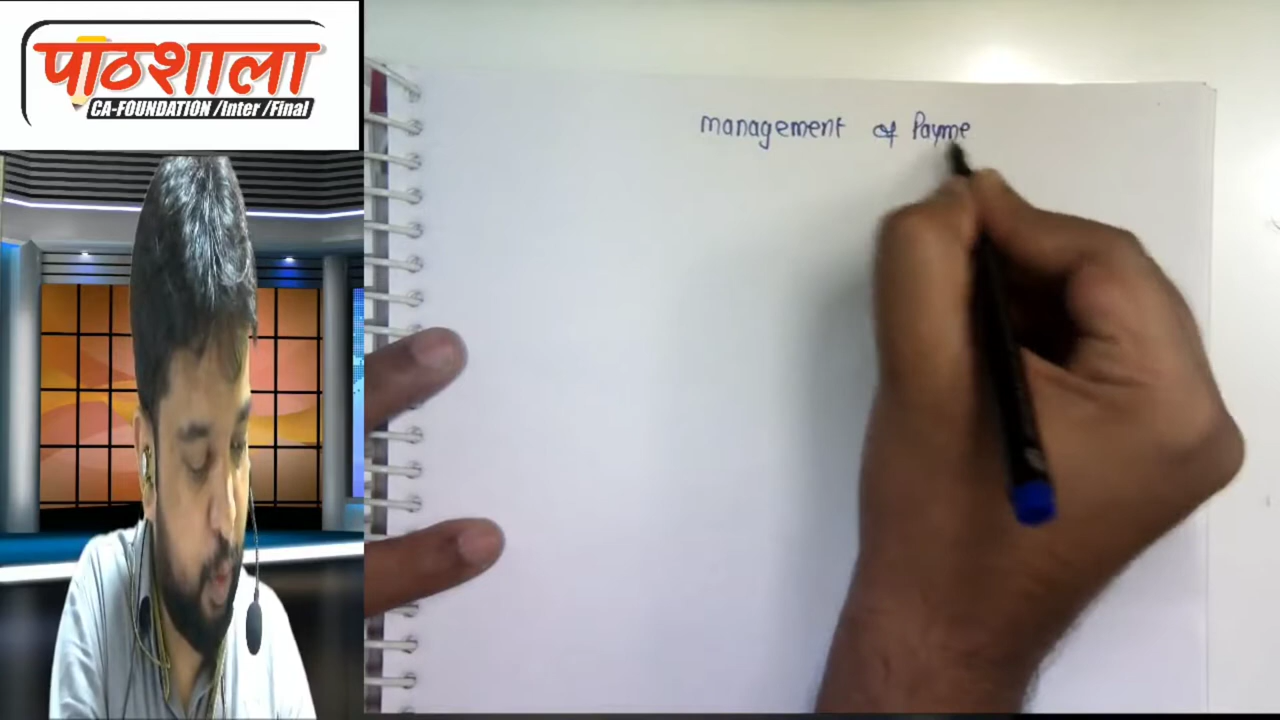 पाठशाला
CA-FOUNDATION /Inter /Final
management of Payme